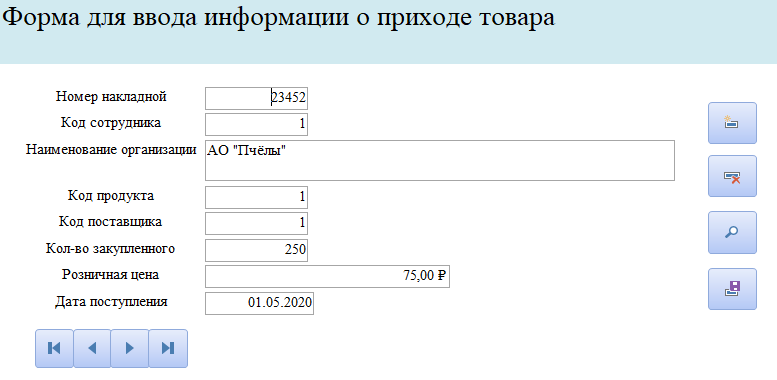 Форма для ввода информации о приходе товара
Номер накладной 23452
Код сотрудника 1
Наименование организации АО "Пчёлы"
Код продукта 1
Код поставщика 1
Кол-во закупленного 250
Розничная цена 75,00 ₽
Дата поступления 01.05.2020